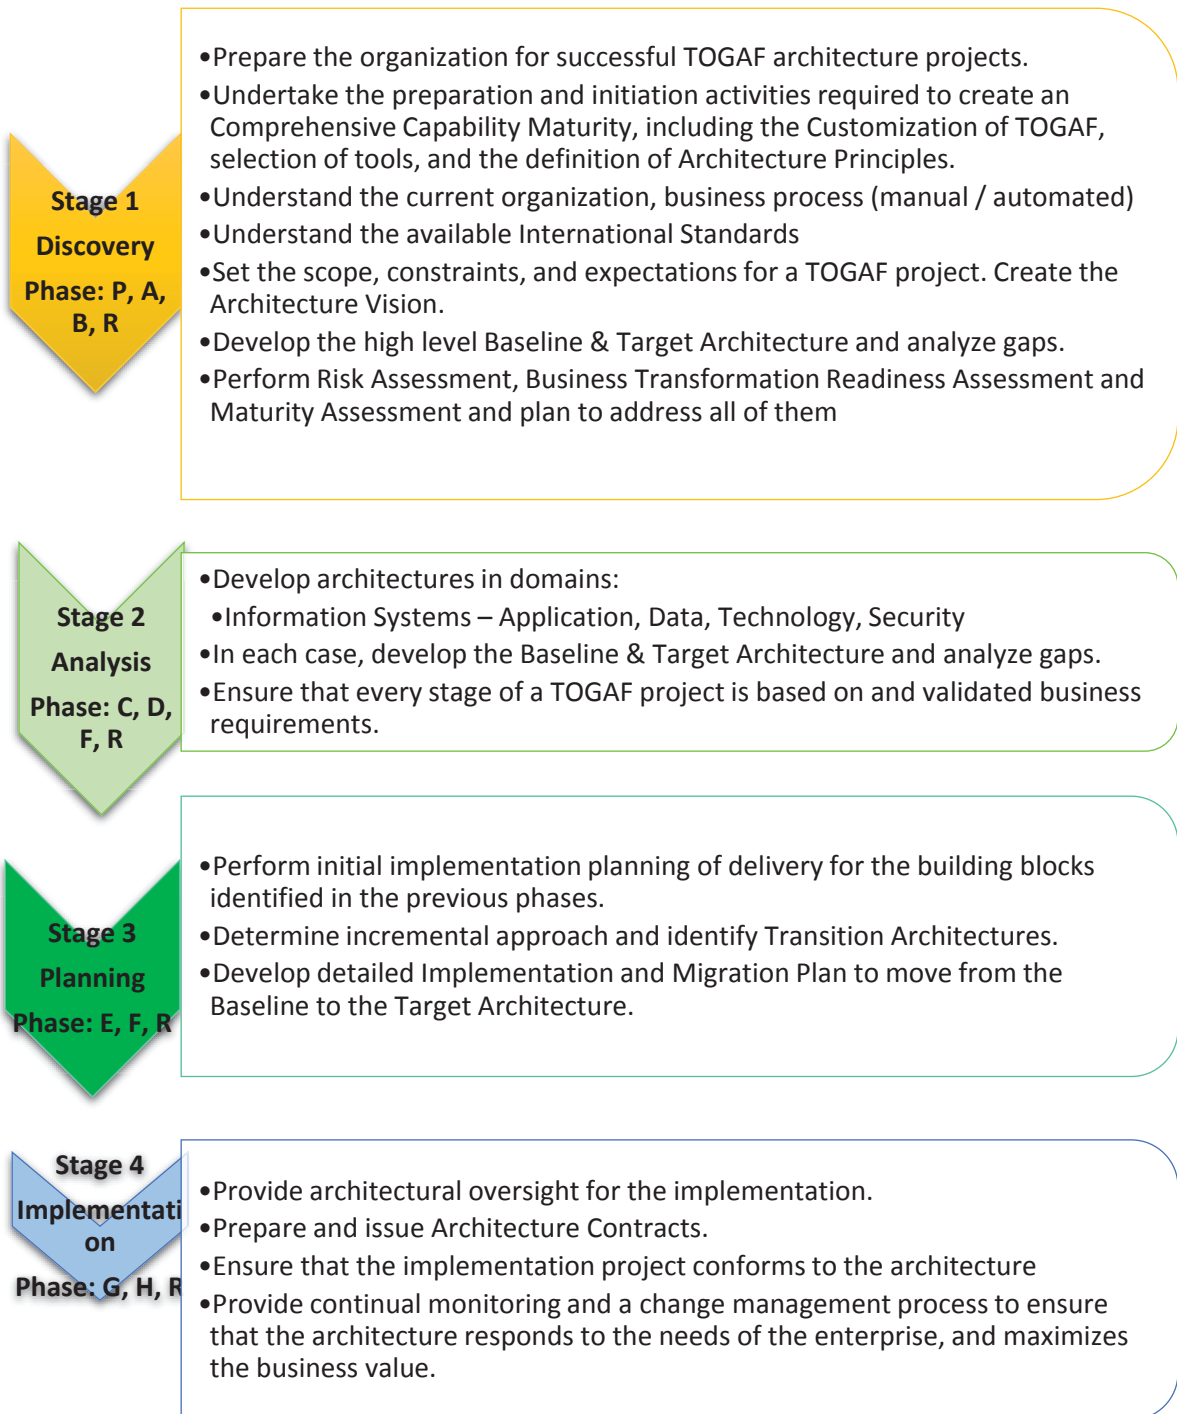 Stage 1
Discovery
Phase: P, A,
B, R
•Prepare the organization for successful TOGAF architecture projects.
•Undertake the preparation and initiation activities required to create an
Comprehensive Capability Maturity, including the Customization of TOGAF,
selection of tools, and the definition of Architecture Principles.
•Understand the current organization, business process (manual / automated)
•Understand the available International Standards
•Set the scope, constraints, and expectations for a TOGAF project. Create the
Architecture Vision.
•Develop the high level Baseline & Target Architecture and analyze gaps.
•Perform Risk Assessment, Business Transformation Readiness Assessment and
Maturity Assessment and plan to address all of them
Stage 2
Analysis
Phase: C, D,
F, R
•Develop architectures in domains:
•Information Systems – Application, Data, Technology, Security
•In each case, develop the Baseline & Target Architecture and analyze gaps.
•Ensure that every stage of a TOGAF project is based on and validated business
requirements.
Stage 3
Planning
Phase: E, F, R
•Perform initial implementation planning of delivery for the building blocks
identified in the previous phases.
•Determine incremental approach and identify Transition Architectures.
•Develop detailed Implementation and Migration Plan to move from the
Baseline to the Target Architecture.
Stage 4
Implementati
on
Phase: G, H, R
•Provide architectural oversight for the implementation.
•Prepare and issue Architecture Contracts.
•Ensure that the implementation project conforms to the architecture
•Provide continual monitoring and a change management process to ensure
that the architecture responds to the needs of the enterprise, and maximizes
the business value.